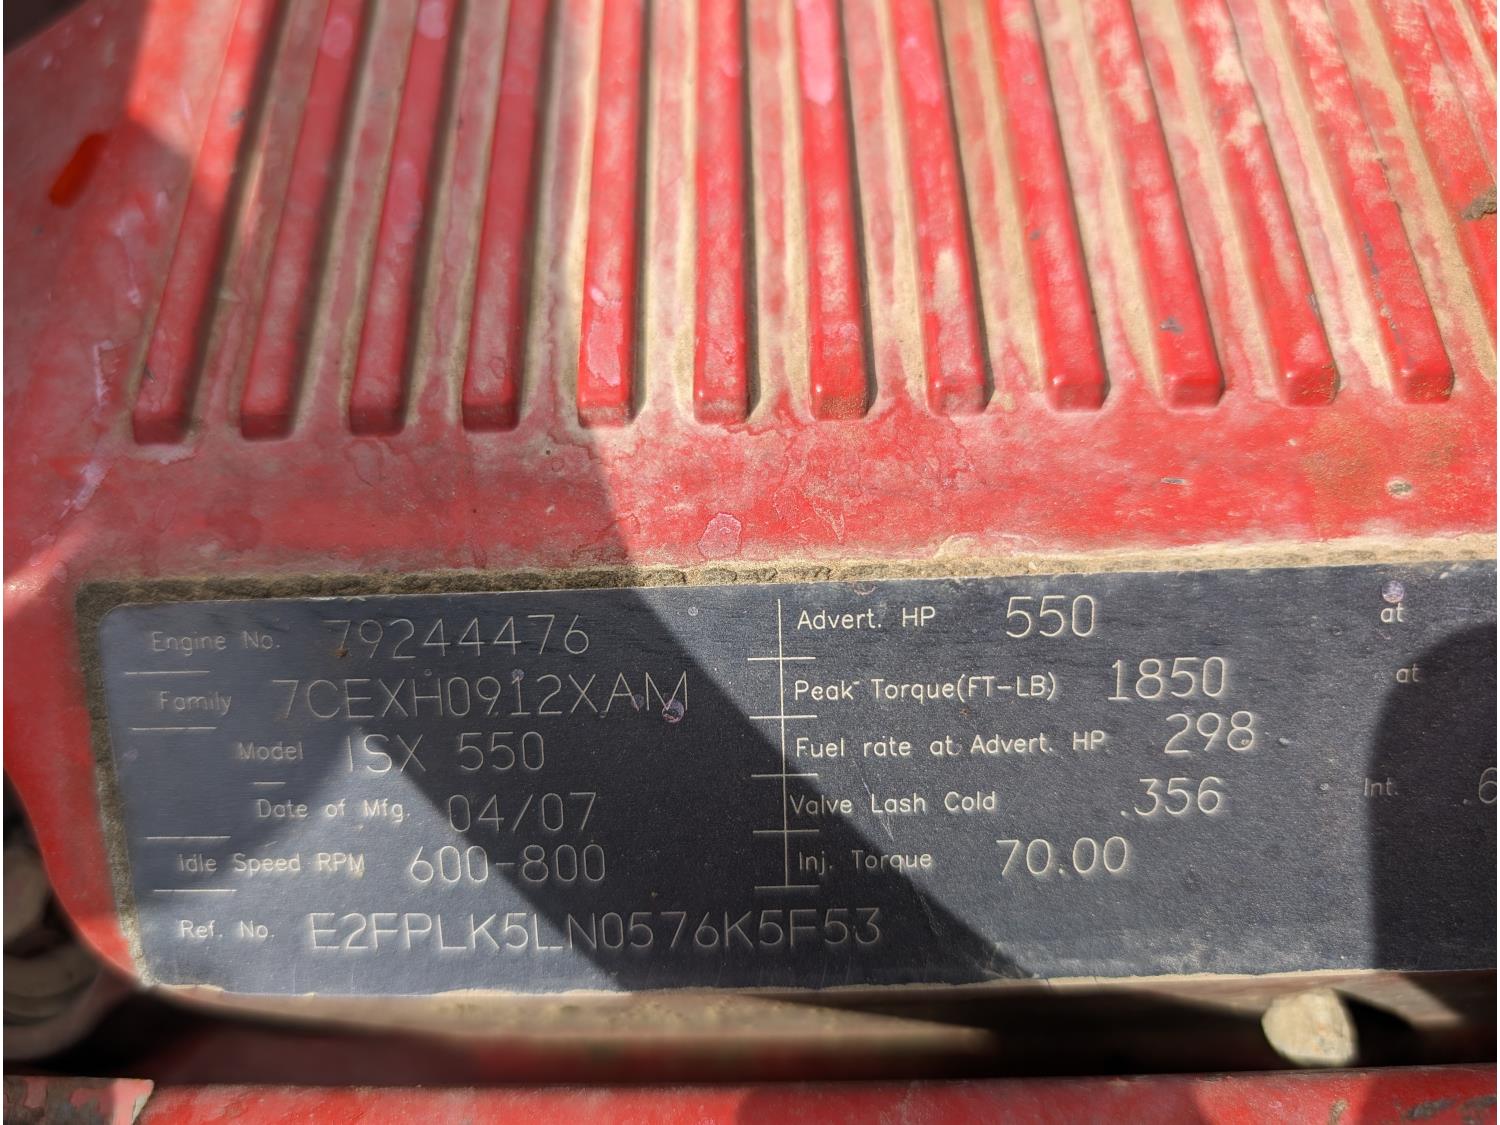 Engine No. 79244476
Family 7CEXH0912XAM
Model ISX 550
Date of Mfg. 04/07
Idle Speed RPM 600-800
Ref. No. E2FPLK5LN0576K5F53
Advert. HP 550 at
Peak Torque(FT-LB) 1850 at
Fuel rate at Advert. HP 298
Valve Lash Cold .356 Int. .6
Inj. Torque 70.00